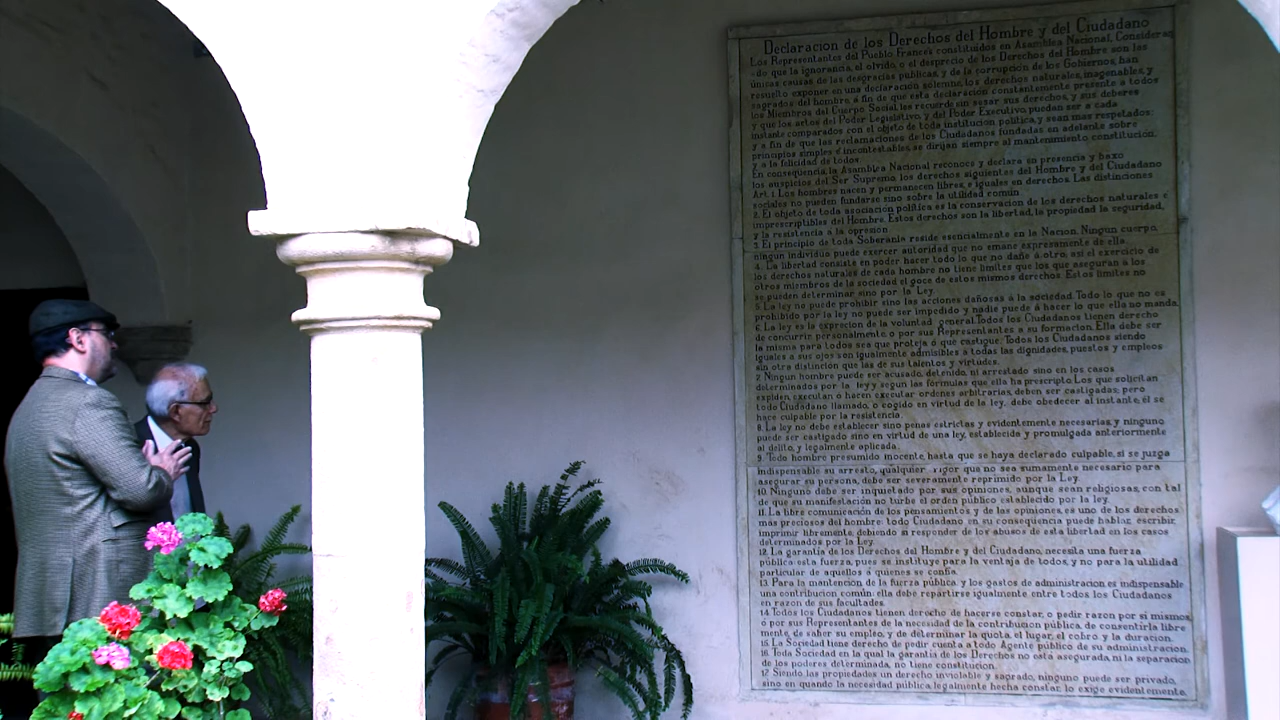 Declaracion de los Derechos del Hombre y del Ciudadano
Los Representantes del Pueblo Frances constituidos en Asamblea Nacional, Consideran
-do que la ignorancia, el olvido o el desprecio de los Derechos del Hombre son las
únicas causas de las desgracias públicas, y de la corrupcion de los Gobiernos, han
resuelto exponer en una declaracion solemne, los derechos naturales, inagenables, y
sagrados del hombre, a fin de que esta declaracion constantemente presente a todos
los Miembros del Cuerpo Social, les recuerde sin sesar sus derechos, y sus deberes
y que los actos del Poder Legislativo, y del Poder Executivo, puedan ser a cada
instante comparados con el objeto de toda institucion politica, y sean mas respetados:
y a fin de que las reclamaciones de los Ciudadanos fundadas en adelante sobre
principios simples é incontestables, se dirijan siempre al mantenimiento constitucion,
y a la felicidad de todos.
En consequencia, la Asamblea Nacional reconoce y declara en presencia y baxo
los auspicios del Ser Supremo, los derechos siguientes del Hombre y del Ciudadano
Art. 1. Los hombres nacen y permanecen libres, e iguales en derechos. Las distinciones
sociales no pueden fundarse sino sobre la utilidad comun
2. El objeto de toda asociacion politica es la conservacion de los derechos naturales e
imprescriptibles del Hombre. Estos derechos son la libertad, la propiedad la seguridad,
y la resistencia a la opresion
3. El principio de toda Soberania reside esencialmente en la Nacion. Ningun cuerpo,
ningun individuo puede exercer autoridad que no emane expresamente de ella.
4. La libertad consiste en poder hacer todo lo que no dañe á otro; asi el exercicio de
los derechos naturales de cada hombre no tiene limites que los que aseguran á los
otros miembros de la sociedad el goce de estos mismos derechos. Estos limites no
se pueden determinar sino por la Ley.
5. La ley no puede prohibir sino las acciones dañosas á la sociedad. Todo lo que no es
prohibido por la ley no puede ser impedido y nadie puede á hacer lo que ella no manda.
6. La ley es la exprecion de la voluntad general. Todos los Ciudadanos tienen derecho
de concurrir personalmente o por sus Representantes a su formacion. Ella debe ser
la misma para todos sea que proteja ó que castigue. Todos los Ciudadanos siendo
iguales a sus ojos son igualmente admisibles a todas las dignidades, puestos y empleos
sin otra distincion que las de sus talentos y virtudes.
7. Ningun hombre puede ser acusado, detenido, ni arrestado sino en los casos
determinados por la ley y segun las fórmulas que ella ha prescripto. Los que solicitan
expiden, executan o hacen executar ordenes arbitrarias, deben ser castigadas; pero
todo Ciudadano llamado, o cogido en virtud de la ley, debe obedecer al instante, él se
hace culpable por la resistencia.
8. La ley no debe establecer sino penas estrictas y evidentemente necesarias, y ninguno
puede ser castigado sino en virtud de una ley, establecida y promulgada anteriormente
al delito, y legalmente aplicada.
9. Todo hombre presumido inocente, hasta que se haya declarado culpable, si se juzga
indispensable su arresto, qualquier rigor que no sea sumamente necesario para
asegurar su persona, debe ser severamente reprimido por la Ley.
10. Ninguno debe ser inquietado por sus opiniones, aunque sean religiosas, con tal
de que su manifestacion no turbe el orden público establecido por la ley.
11. La libre comunicacion de los pensamientos y de las opiniones, es uno de los derechos
más preciosos del hombre: todo Ciudadano en su consequencia puede hablar, escribir,
imprimir libremente, debiendo si responder de los abusos de esta libertad en los casos
determinados por la Ley.
12. La garantia de los Derechos del Hombre y del Ciudadano, necesita una fuerza
pública: esta fuerza, pues se instituye para la ventaja de todos, y no para la utilidad
particular de aquellos á quienes se confia.
13. Para la mantencion de la fuerza pública, y los gastos de administracion es indispensable
una contribucion comun: ella debe repartirse igualmente entre todos los Ciudadanos
en razon de sus facultades.
14. Todos los Ciudadanos tienen derecho de hacerse constar, o pedir razon por si mismos,
ó por sus Representantes de la necesidad de la contribucion pública, de consentirla libre
mente, de saber su empleo, y de determinar la quota, el lugar, el cobro y la duracion.
15. La Sociedad tiene derecho de pedir cuenta a todo Agente público de su administracion.
16. Toda Sociedad en la qual la garantia de los Derechos no está asegurada, ni la separacion
de los poderes determinada, no tiene constitucion.
17. Siendo las propiedades un derecho inviolable y sagrado, ninguno puede ser privado,
sino en quando la necesidad pública, legalmente hecha constar, lo exige evidentemente.